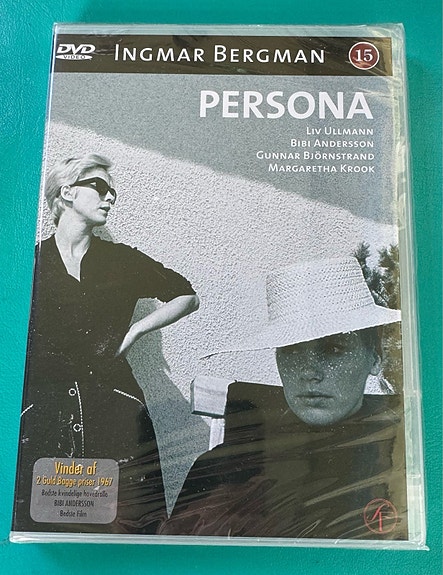 DVD
VIDEO
INGMAR BERGMAN
15
PERSONA
LIV ULLMANN
BIBI ANDERSSON
GUNNAR BJÖRNSTRAND
MARGARETHA KROOK
Vinder af
2 Guld Bagge priser 1967
Bedste kvindelige hovedrolle
BIBI ANDERSSON
Bedste Film